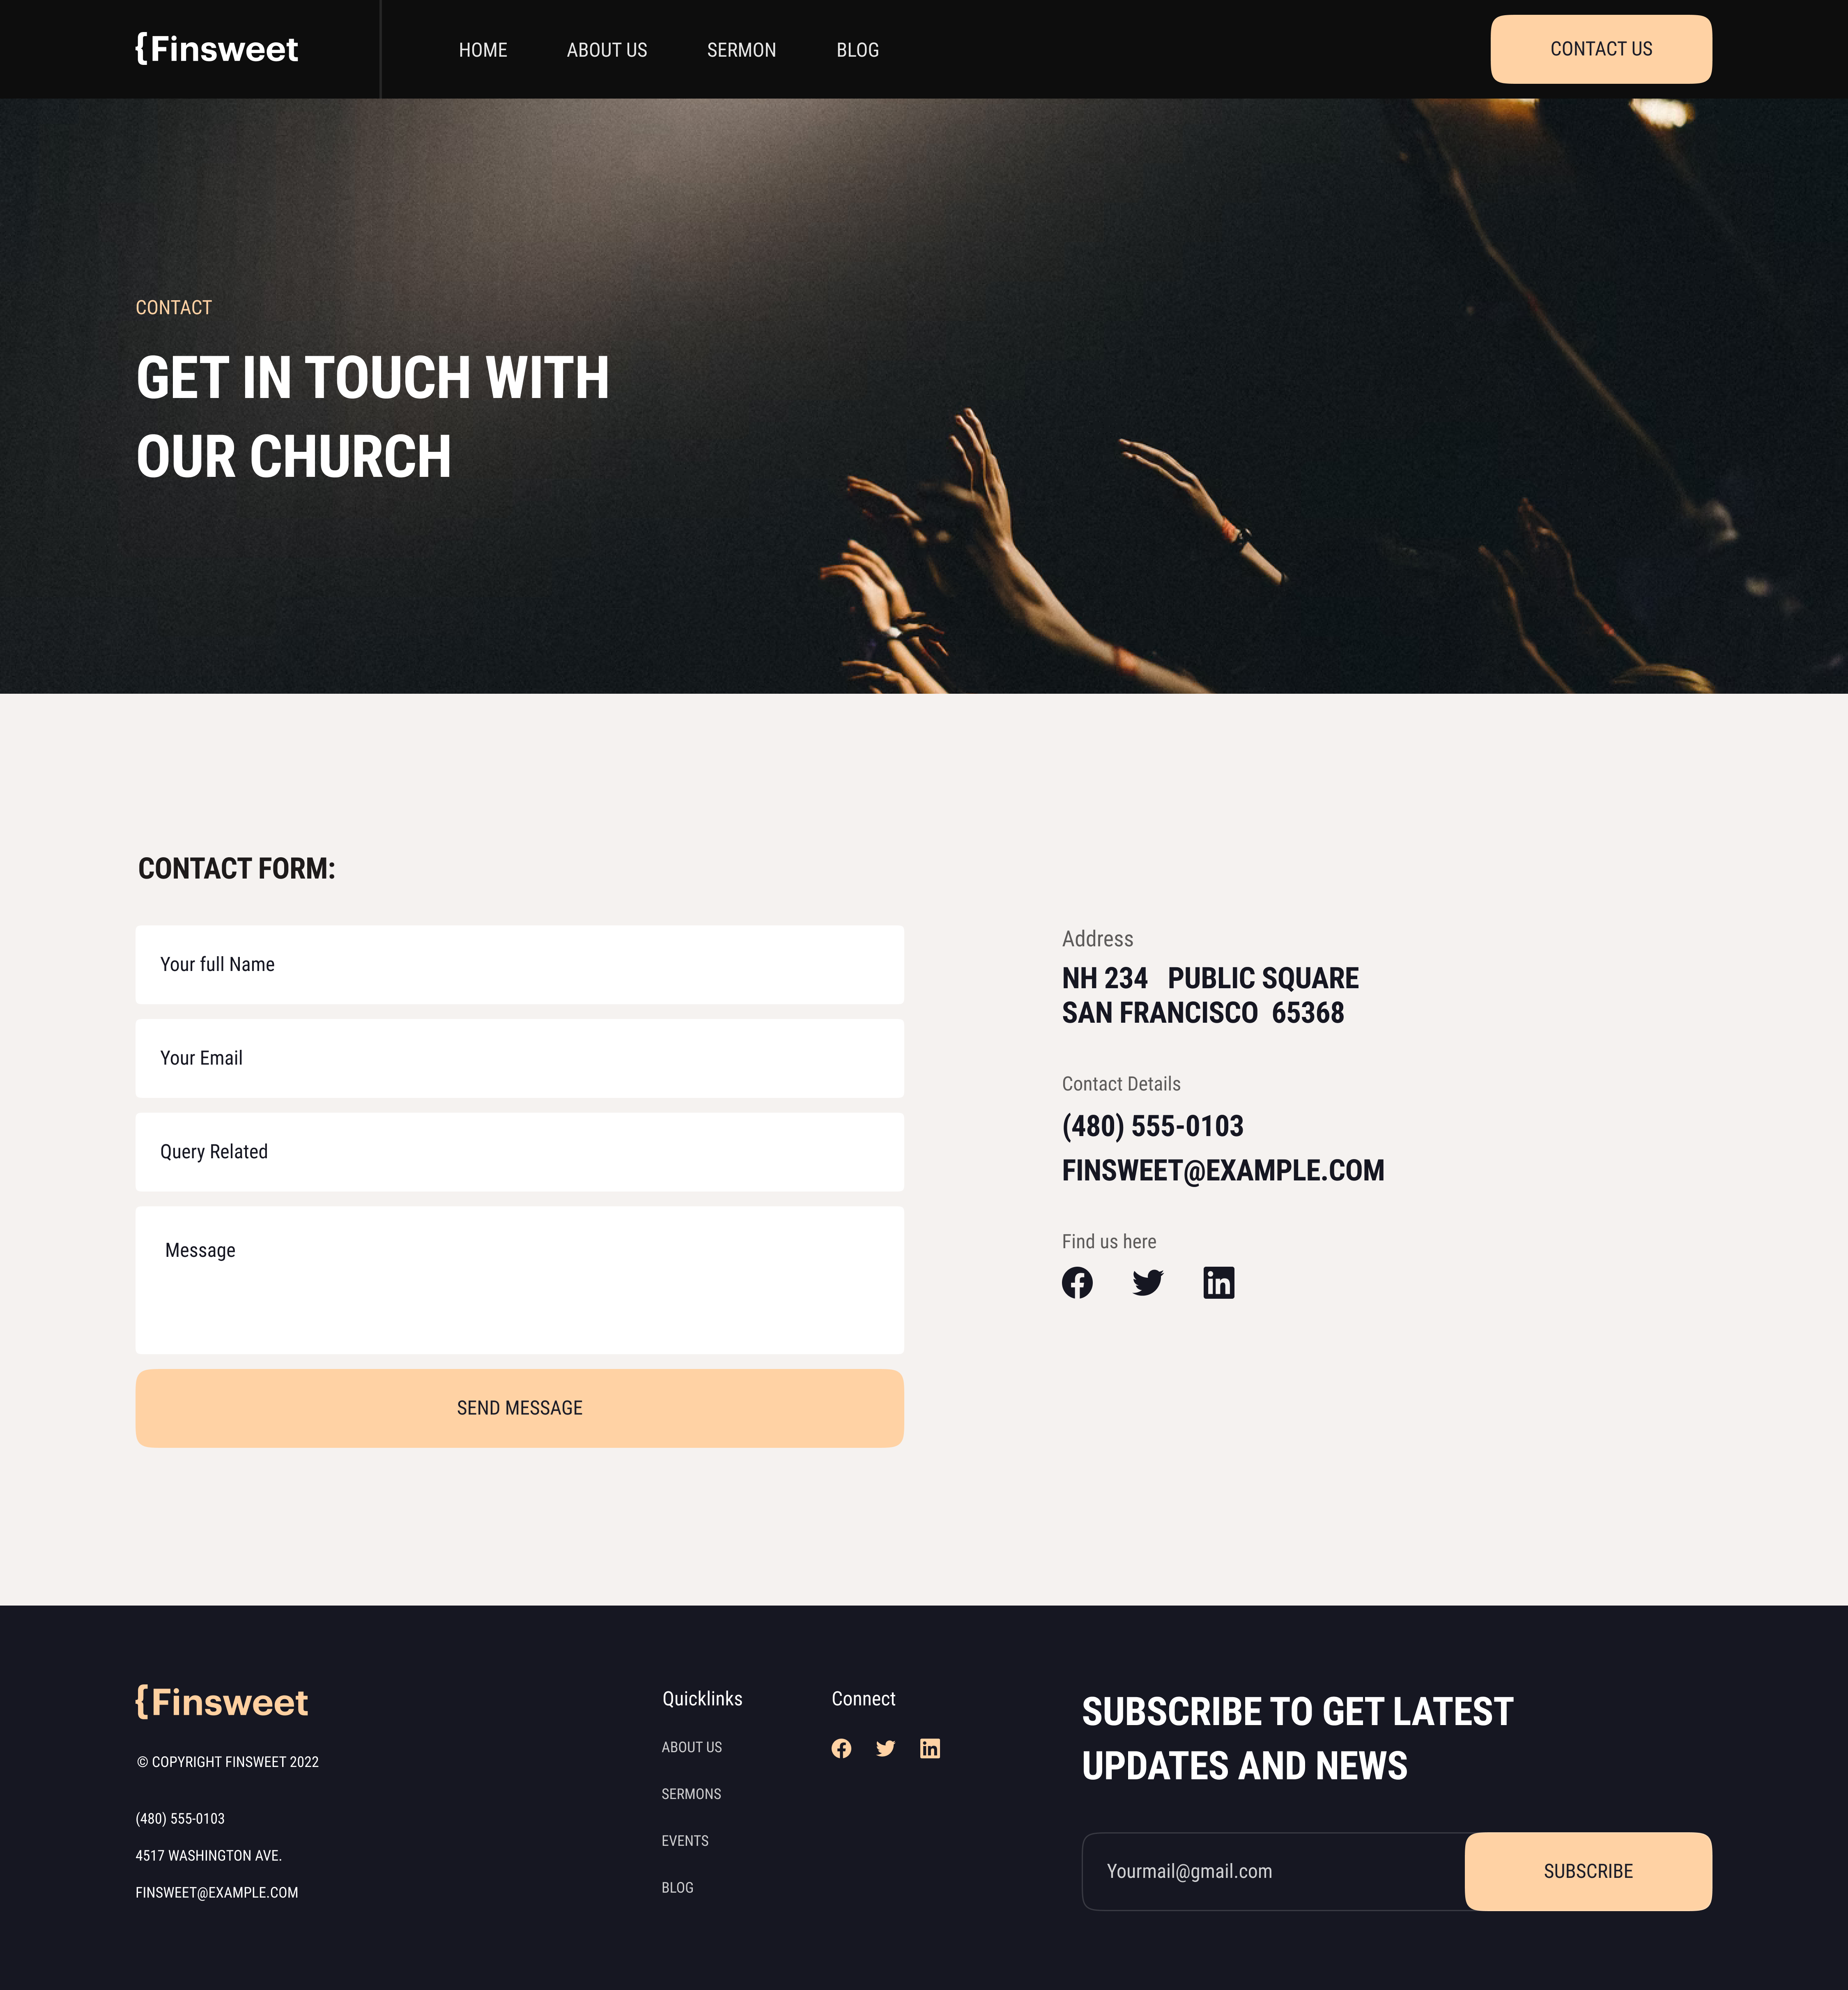 {Finsweet
HOME ABOUT US SERMON BLOG
CONTACT US
CONTACT
GET IN TOUCH WITH
OUR CHURCH
CONTACT FORM:
Your full Name
Your Email
Query Related
Message
SEND MESSAGE
Address
NH 234 PUBLIC SQUARE
SAN FRANCISCO 65368
Contact Details
(480) 555-0103
FINSWEET@EXAMPLE.COM
Find us here
{Finsweet
© COPYRIGHT FINSWEET 2022
(480) 555-0103
4517 WASHINGTON AVE.
FINSWEET@EXAMPLE.COM
Quicklinks
ABOUT US
SERMONS
EVENTS
BLOG
Connect
SUBSCRIBE TO GET LATEST
UPDATES AND NEWS
Yourmail@gmail.com
SUBSCRIBE